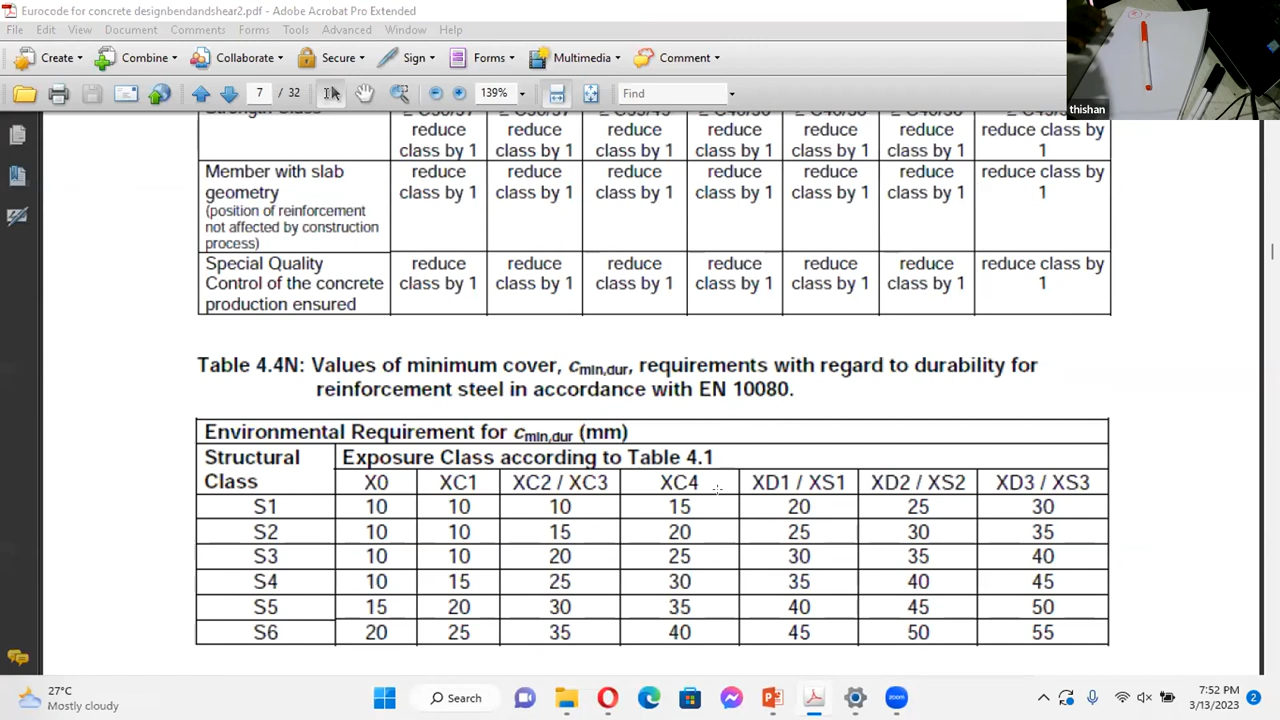 Eurocode for concrete designbendandshear2.pdf - Adobe Acrobat Pro Extended
File Edit View Document Comments Forms Tools Advanced Window Help
Create Combine Collaborate Secure Sign Forms Multimedia Comment
7 / 32 139% Find
thishan
reduce class by 1 reduce class by 1 reduce class by 1 reduce class by 1 reduce class by 1 reduce class by 1 reduce class by 1
Member with slab geometry (position of reinforcement not affected by construction process) reduce class by 1 reduce class by 1 reduce class by 1 reduce class by 1 reduce class by 1 reduce class by 1 reduce class by 1
Special Quality Control of the concrete production ensured reduce class by 1 reduce class by 1 reduce class by 1 reduce class by 1 reduce class by 1 reduce class by 1 reduce class by 1
Table 4.4N: Values of minimum cover, cmin,dur, requirements with regard to durability for
reinforcement steel in accordance with EN 10080.
Environmental Requirement for cmin,dur (mm)
Structural Class Exposure Class according to Table 4.1
X0 XC1 XC2 / XC3 XC4 XD1 / XS1 XD2 / XS2 XD3 / XS3
S1 10 10 10 15 20 25 30
S2 10 10 15 20 25 30 35
S3 10 10 20 25 30 35 40
S4 10 15 25 30 35 40 45
S5 15 20 30 35 40 45 50
S6 20 25 35 40 45 50 55
27°C
Mostly cloudy
Search
7:52 PM
3/13/2023
2